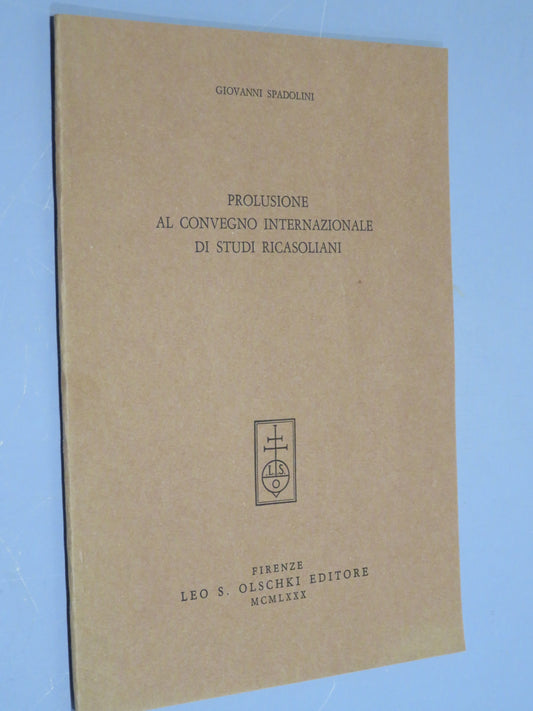 GIOVANNI SPADOLINI
PROLUSIONE
AL CONVEGNO INTERNAZIONALE
DI STUDI RICASOLIANI
L. S.
O
FIRENZE
LEO S. OLSCHKI EDITORE
MCMLXXX